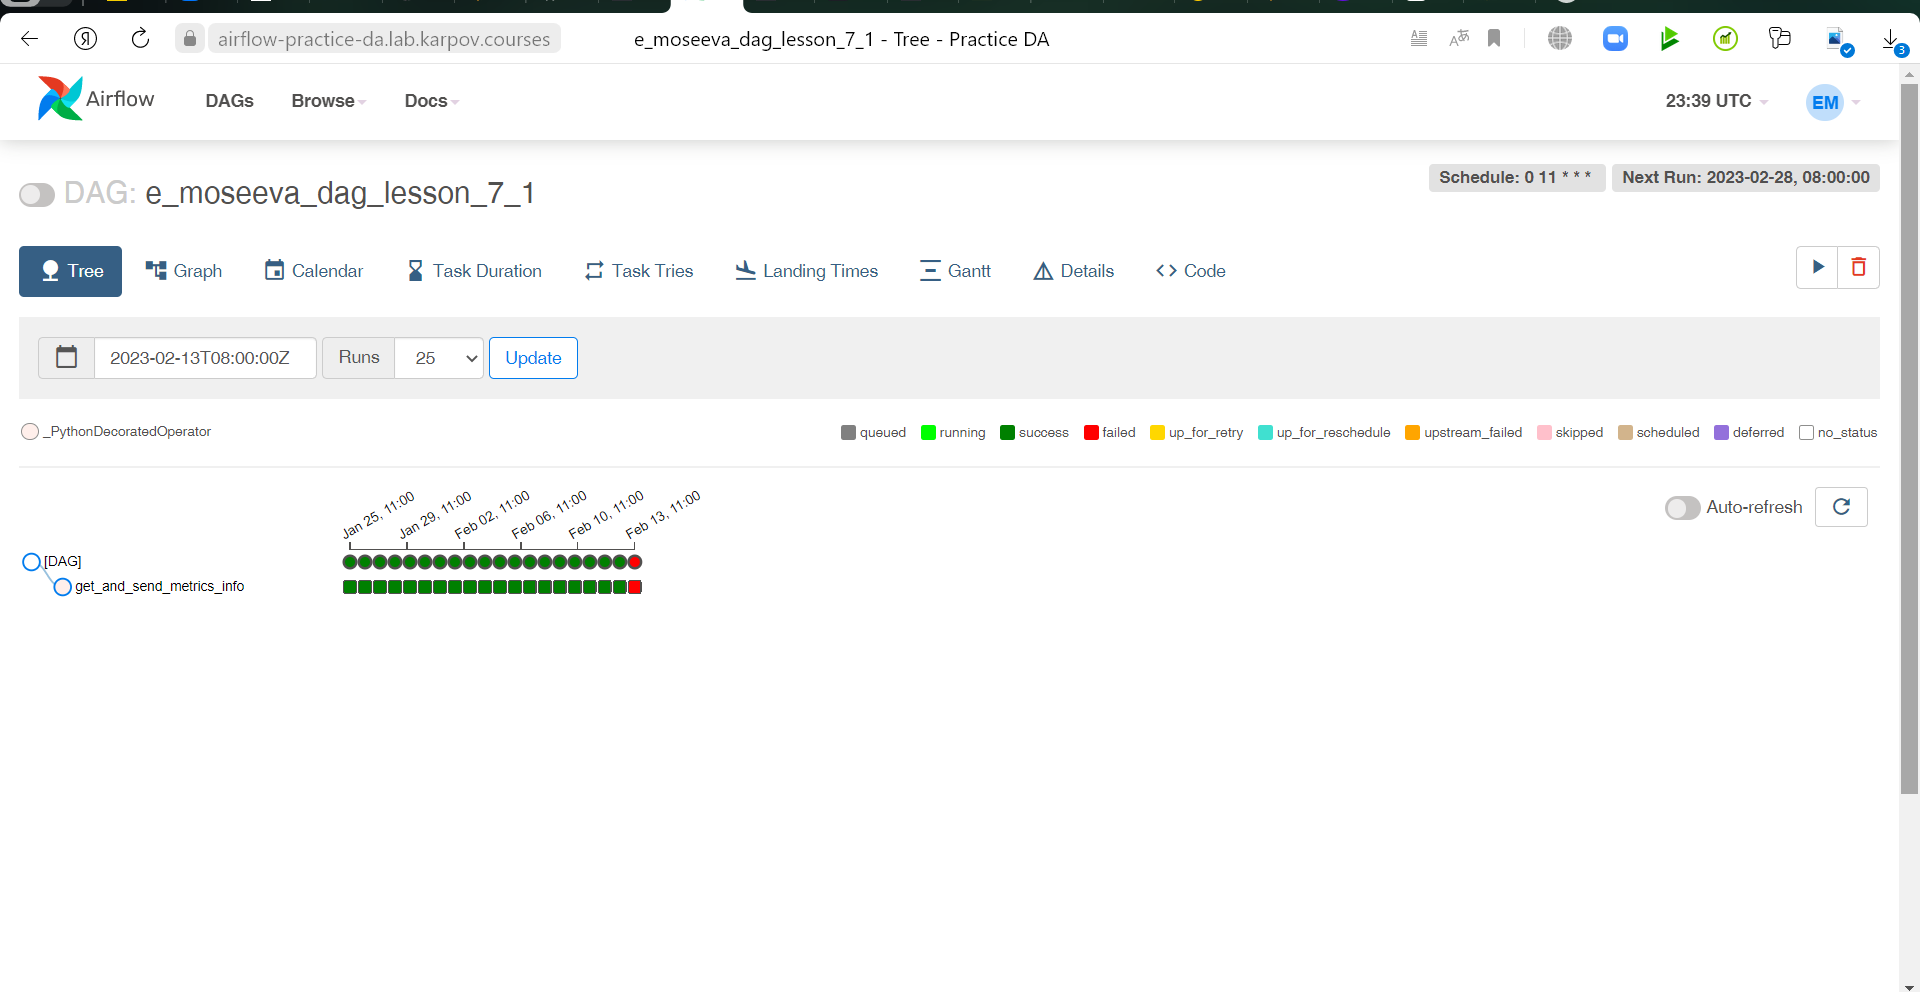 Я airflow-practice-da.lab.karpov.courses e_moseeva_dag_lesson_7_1 - Tree - Practice DA 3
Airflow DAGs Browse Docs 23:39 UTC EM
DAG: e_moseeva_dag_lesson_7_1 Schedule: 0 11 * * * Next Run: 2023-02-28, 08:00:00
Tree Graph Calendar Task Duration Task Tries Landing Times Gantt Details Code
2023-02-13T08:00:00Z Runs 25 Update
_PythonDecoratedOperator queued running success failed up_for_retry up_for_reschedule upstream_failed skipped scheduled deferred no_status
Jan 25, 11:00 Jan 29, 11:00 Feb 02, 11:00 Feb 06, 11:00 Feb 10, 11:00 Feb 13, 11:00 Auto-refresh
[DAG]
get_and_send_metrics_info